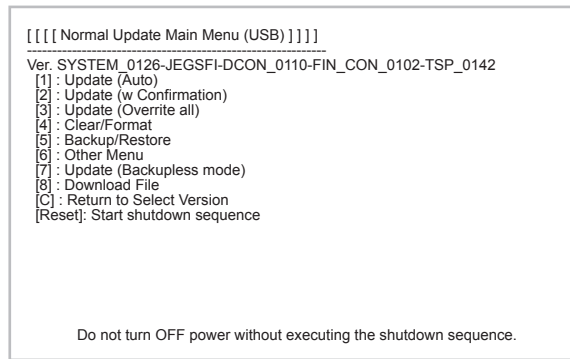 [ [ [ [ Normal Update Main Menu (USB) ] ] ] ]
------------------------------------------------------------
Ver. SYSTEM_0126-JEGSFI-DCON_0110-FIN_CON_0102-TSP_0142
[1] : Update (Auto)
[2] : Update (w Confirmation)
[3] : Update (Overrite all)
[4] : Clear/Format
[5] : Backup/Restore
[6] : Other Menu
[7] : Update (Backupless mode)
[8] : Download File
[C] : Return to Select Version
[Reset]: Start shutdown sequence
Do not turn OFF power without executing the shutdown sequence.